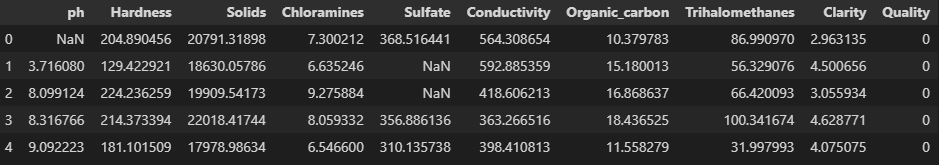 ph Hardness Solids Chloramines Sulfate Conductivity Organic_carbon Trihalomethanes Clarity Quality
0 NaN 204.890456 20791.31898 7.300212 368.516441 564.308654 10.379783 86.990970 2.963135 0
1 3.716080 129.422921 18630.05786 6.635246 NaN 592.885359 15.180013 56.329076 4.500656 0
2 8.099124 224.236259 19909.54173 9.275884 NaN 418.606213 16.868637 66.420093 3.055934 0
3 8.316766 214.373394 22018.41744 8.059332 356.886136 363.266516 18.436525 100.341674 4.628771 0
4 9.092223 181.101509 17978.98634 6.546600 310.135738 398.410813 11.558279 31.997993 4.075075 0